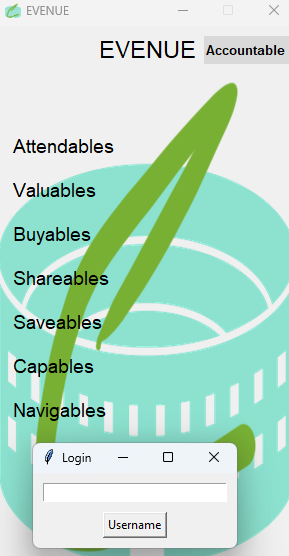 EVENUE
EVENUE Accountable
Attendables
Valuables
Buyables
Shareables
Saveables
Capables
Navigables
Login
Username